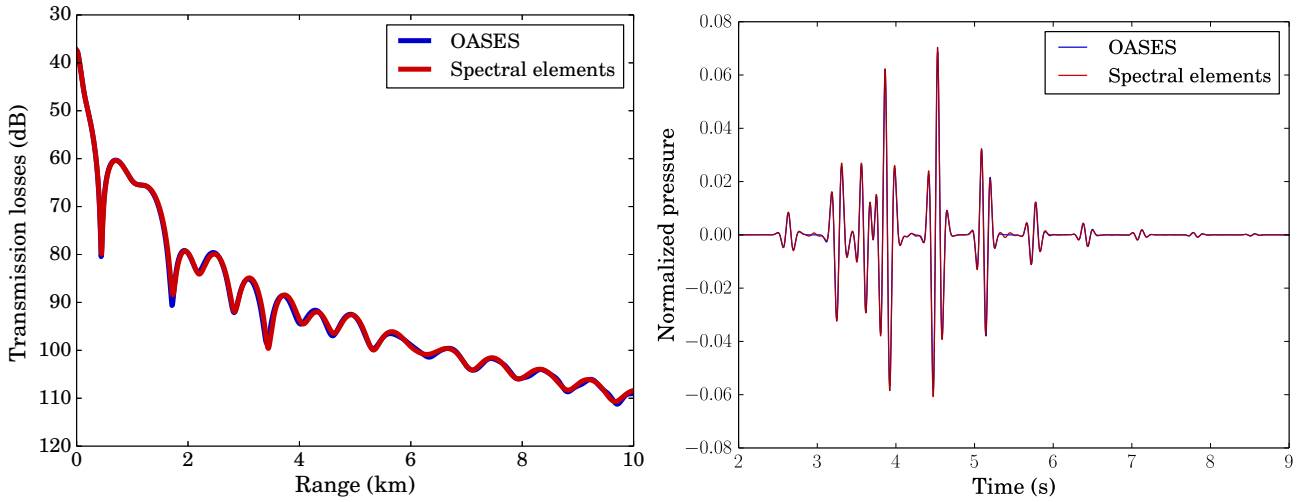 30
40
50
60
70
80
90
100
110
120
Transmission losses (dB)
0 2 4 6 8 10
Range (km)
OASES
Spectral elements
0.08
0.06
0.04
0.02
0.00
−0.02
−0.04
−0.06
−0.08
Normalized pressure
2 3 4 5 6 7 8 9
Time (s)
OASES
Spectral elements